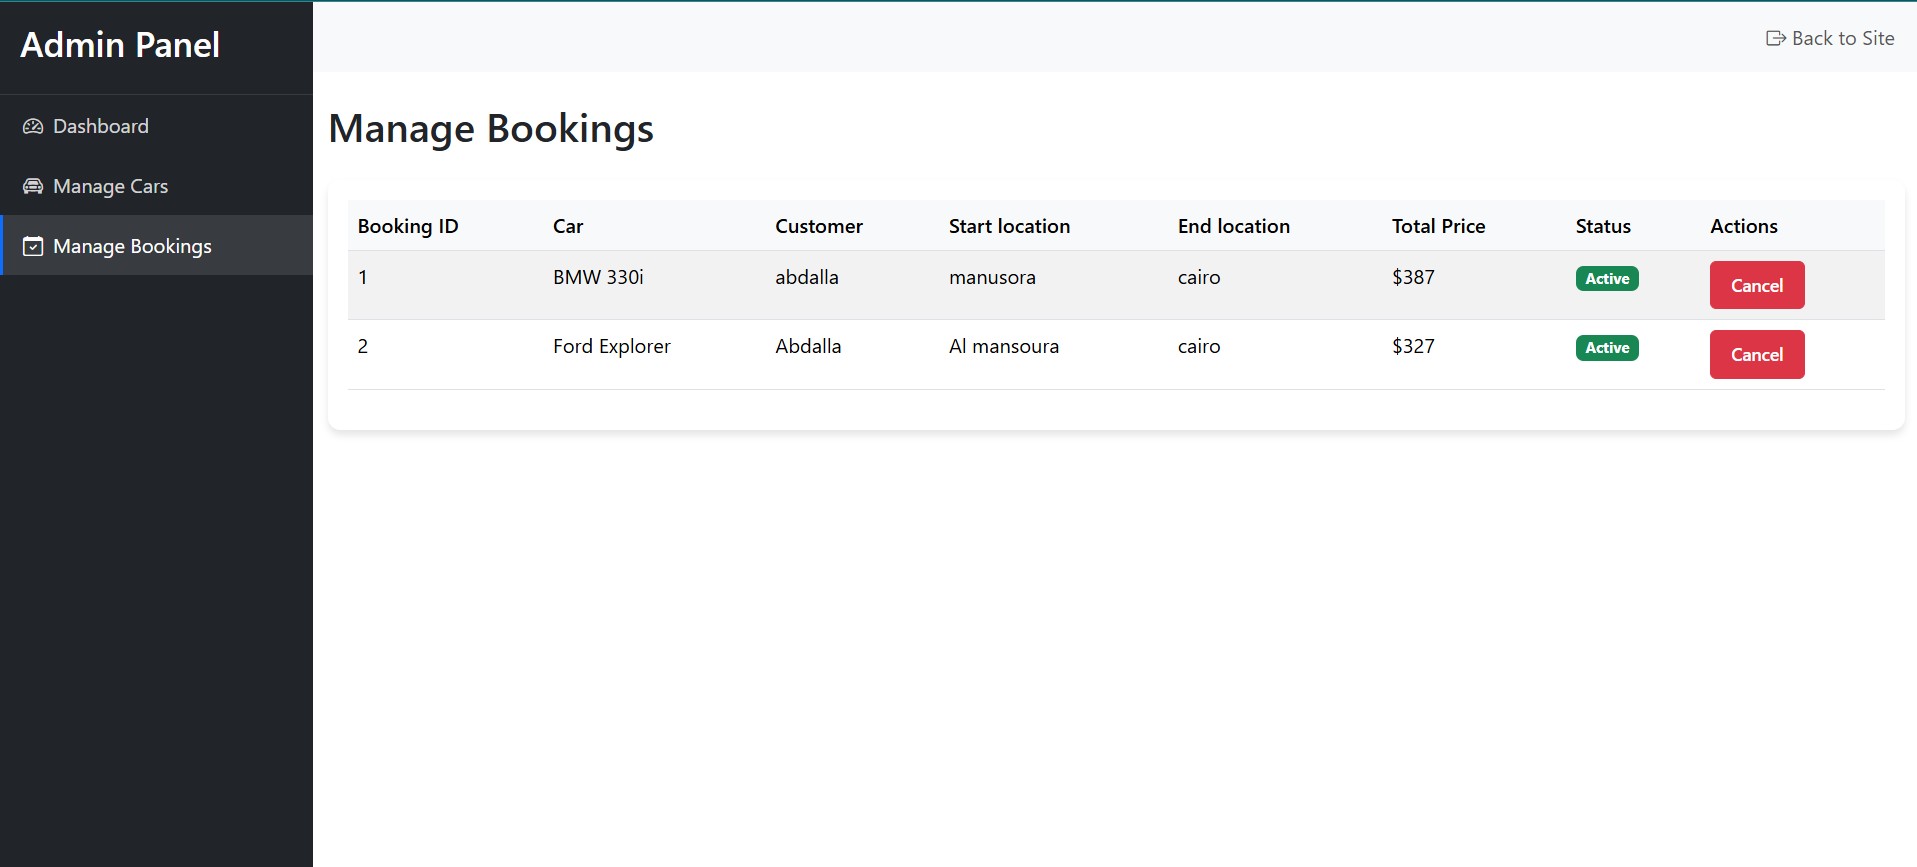 Admin Panel
Back to Site
Dashboard
Manage Cars
Manage Bookings
Manage Bookings
Booking ID Car Customer Start location End location Total Price Status Actions
1 BMW 330i abdalla manusora cairo $387 Active Cancel
2 Ford Explorer Abdalla Al mansoura cairo $327 Active Cancel